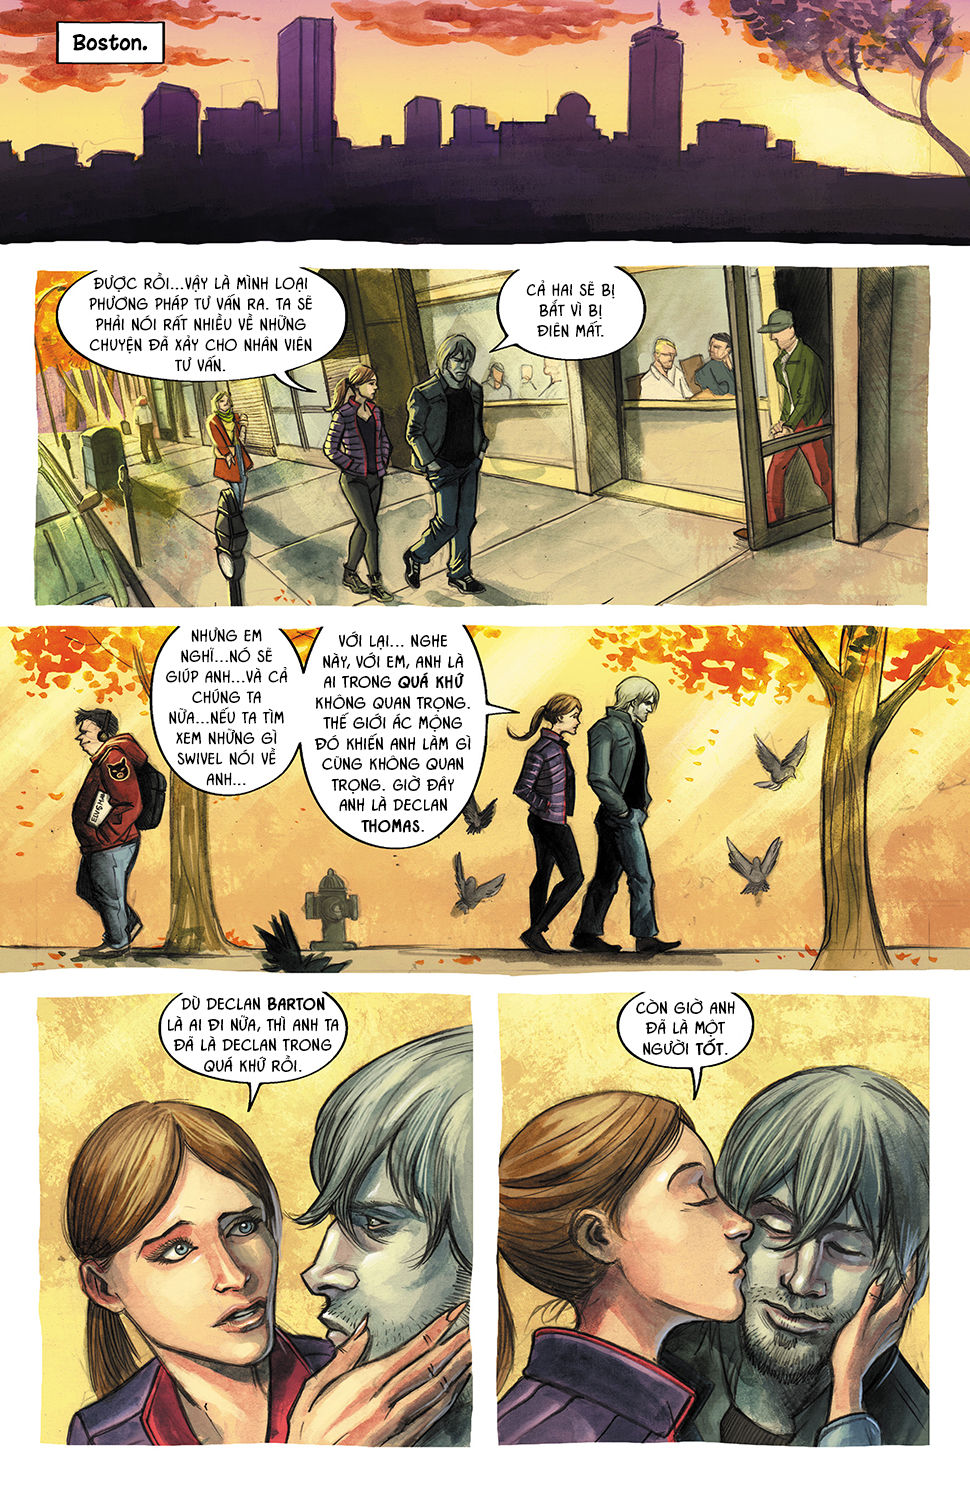 Boston.
ĐƯỢC RỒI...VẬY LÀ MÌNH LOẠI
PHƯƠNG PHÁP TƯ VẤN RA. TA SẼ
PHẢI NÓI RẤT NHIỀU VỀ NHỮNG
CHUYỆN ĐÃ XẢY CHO NHÂN VIÊN
TƯ VẤN.
CẢ HAI SẼ BỊ
BẮT VÌ BỊ
ĐIÊN MẤT.
NHƯNG EM
NGHĨ...NÓ SẼ
GIÚP ANH...VÀ CẢ
CHÚNG TA
NỮA...NẾU TA TÌM
XEM NHỮNG GÌ
SWIVEL NÓI VỀ
ANH...
VỚI LẠI... NGHE
NÀY, VỚI EM, ANH LÀ
AI TRONG QUÁ KHỨ
KHÔNG QUAN TRỌNG.
THẾ GIỚI ÁC MỘNG
ĐÓ KHIẾN ANH LÀM GÌ
CŨNG KHÔNG QUAN
TRỌNG. GIỜ ĐÂY
ANH LÀ DECLAN
THOMAS.
DÙ DECLAN BARTON
LÀ AI ĐI NỮA, THÌ ANH TA
ĐÃ LÀ DECLAN TRONG
QUÁ KHỨ RỒI.
CÒN GIỜ ANH
ĐÃ LÀ MỘT
NGƯỜI TỐT.